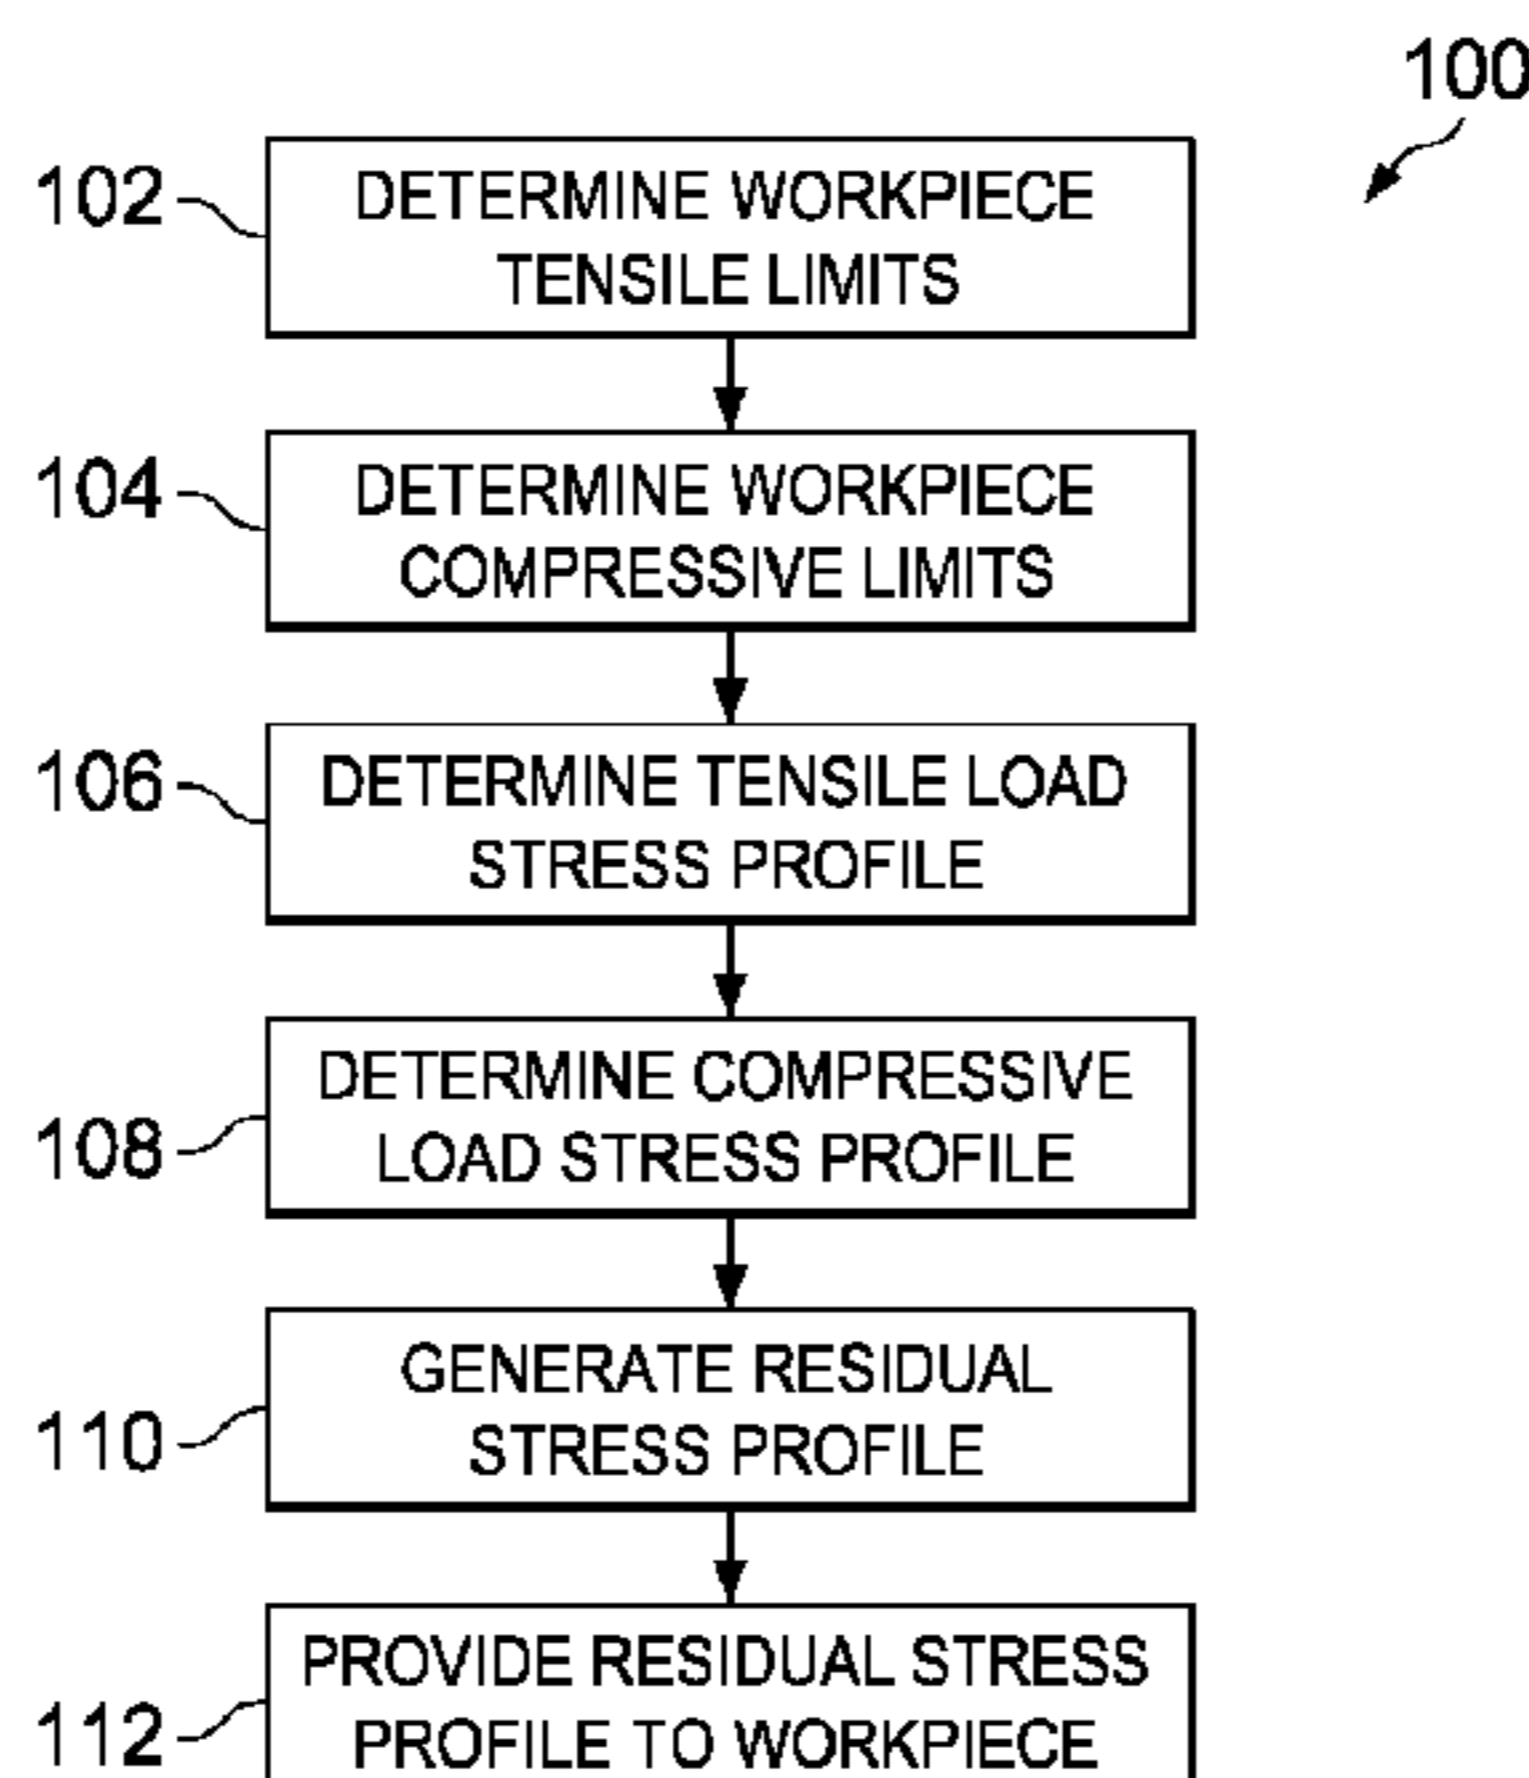 100
102
DETERMINE WORKPIECE
TENSILE LIMITS
104
DETERMINE WORKPIECE
COMPRESSIVE LIMITS
106
DETERMINE TENSILE LOAD
STRESS PROFILE
108
DETERMINE COMPRESSIVE
LOAD STRESS PROFILE
110
GENERATE RESIDUAL
STRESS PROFILE
112
PROVIDE RESIDUAL STRESS
PROFILE TO WORKPIECE